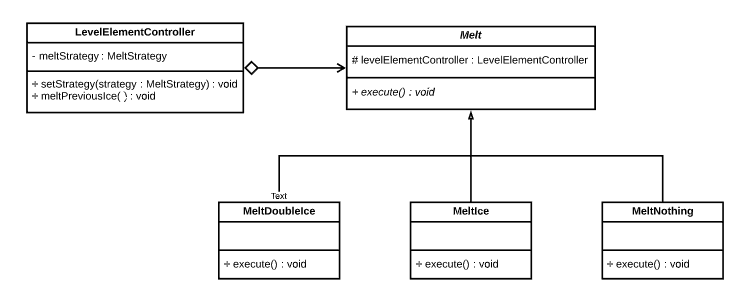 LevelElementController
- meltStrategy : MeltStrategy
+ setStrategy(strategy : MeltStrategy) : void
+ meltPreviousIce( ) : void
Melt
# levelElementController : LevelElementController
+ execute() : void
Text
MeltDoubleIce
+ execute() : void
MeltIce
+ execute() : void
MeltNothing
+ execute() : void